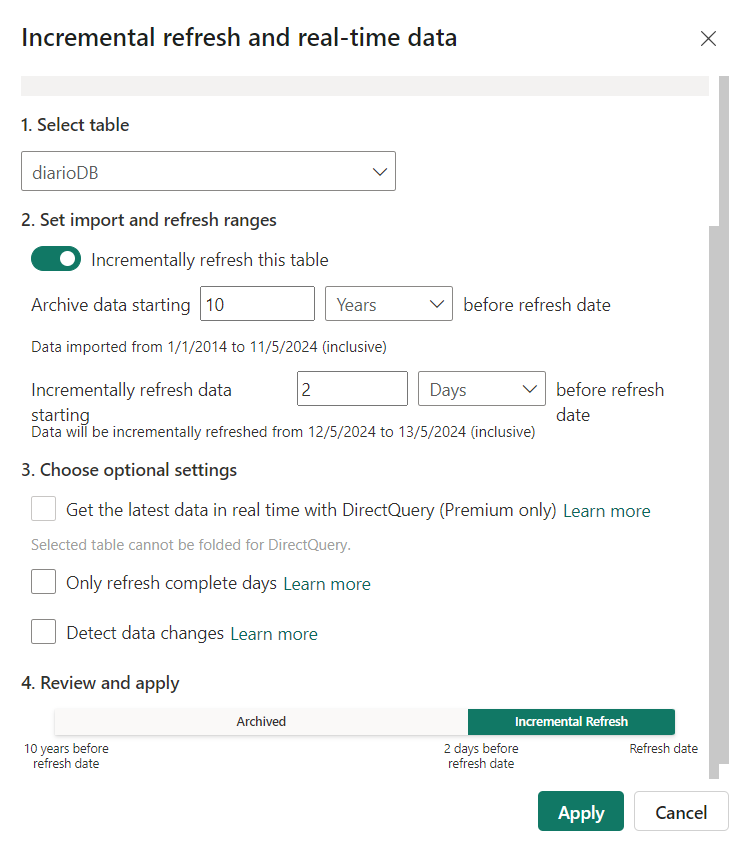 Incremental refresh and real-time data
1. Select table
diarioDB
2. Set import and refresh ranges
Incrementally refresh this table
Archive data starting 10 Years before refresh date
Data imported from 1/1/2014 to 11/5/2024 (inclusive)
Incrementally refresh data starting 2 Days before refresh date
Data will be incrementally refreshed from 12/5/2024 to 13/5/2024 (inclusive)
3. Choose optional settings
Get the latest data in real time with DirectQuery (Premium only) Learn more
Selected table cannot be folded for DirectQuery.
Only refresh complete days Learn more
Detect data changes Learn more
4. Review and apply
Archived Incremental Refresh
10 years before refresh date
2 days before refresh date
Refresh date
Apply Cancel